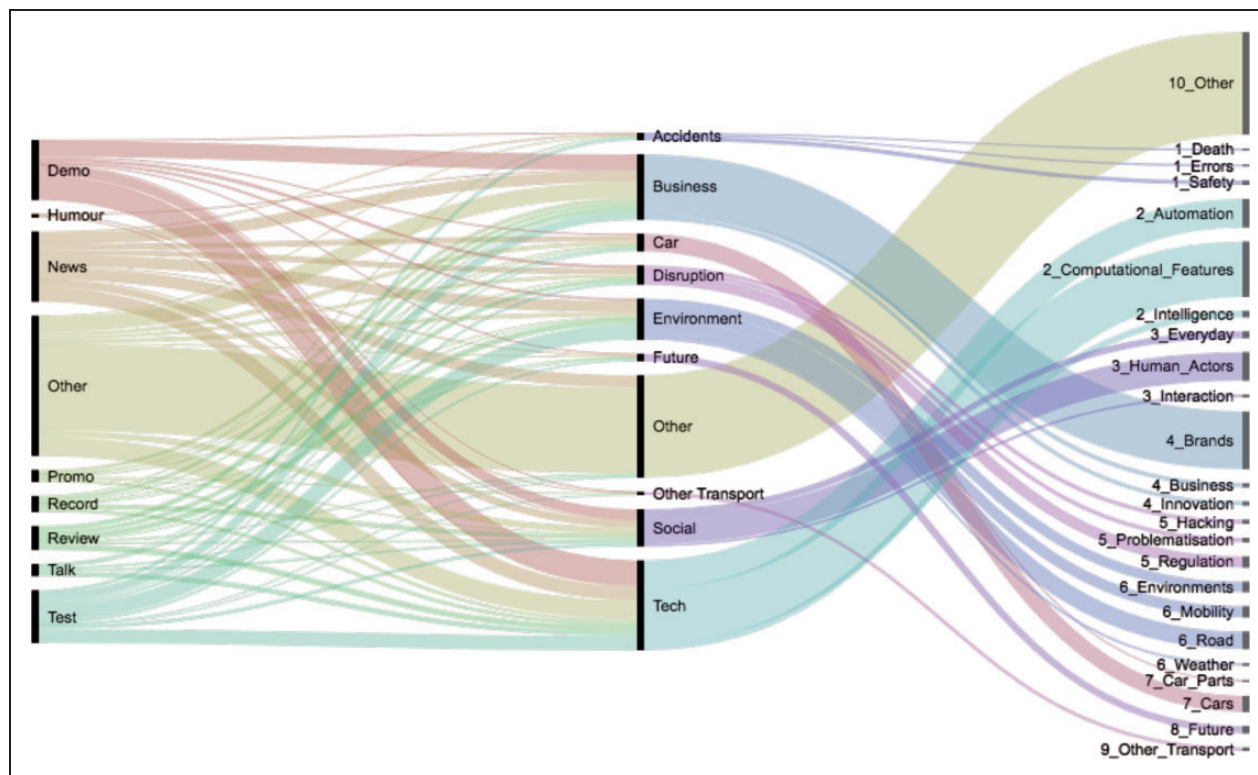 Demo
Humour
News
Other
Promo
Record
Review
Talk
Test
Accidents
Business
Car
Disruption
Environment
Future
Other
Other Transport
Social
Tech
10_Other
1_Death
1_Errors
1_Safety
2_Automation
2_Computational_Features
2_Intelligence
3_Everyday
3_Human_Actors
3_Interaction
4_Brands
4_Business
4_Innovation
5_Hacking
5_Problematisation
5_Regulation
6_Environments
6_Mobility
6_Road
6_Weather
7_Car_Parts
7_Cars
8_Future
9_Other_Transport